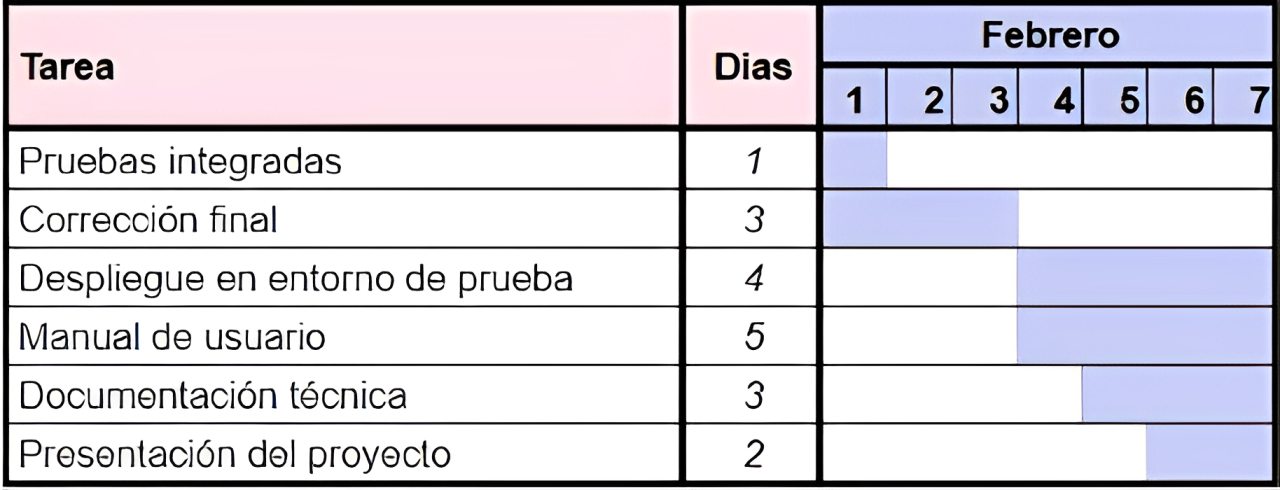 Tarea Dias Febrero
1 2 3 4 5 6 7
Pruebas integradas 1
Corrección final 3
Despliegue en entorno de prueba 4
Manual de usuario 5
Documentación técnica 3
Presentación del proyecto 2